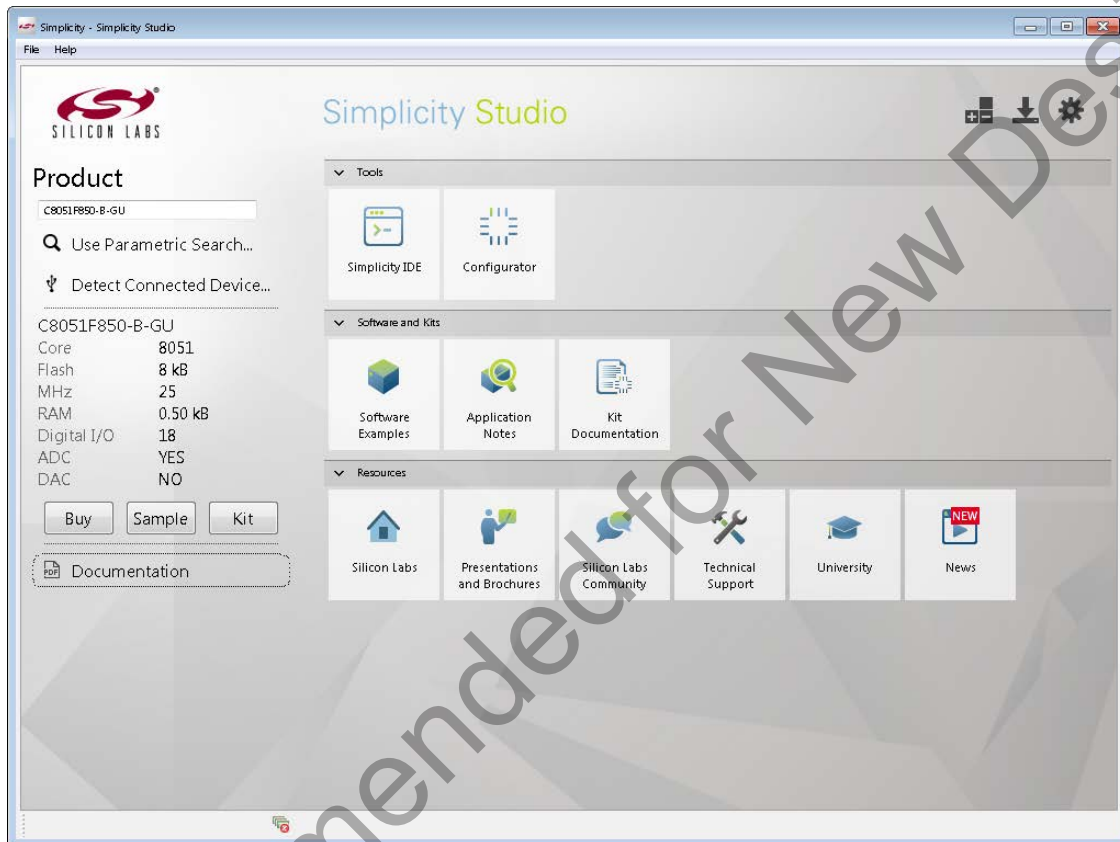 Simplicity - Simplicity Studio
File Help
SILICON LABS
Simplicity Studio
Product
C8051F850-B-GU
Use Parametric Search...
Detect Connected Device...
C8051F850-B-GU
Core 8051
Flash 8 kB
MHz 25
RAM 0.50 kB
Digital I/O 18
ADC YES
DAC NO
Buy Sample Kit
PDF Documentation
Tools
Simplicity IDE Configurator
Software and Kits
Software Examples
Application Notes
Kit Documentation
Resources
Silicon Labs
Presentations and Brochures
Silicon Labs Community
Technical Support
University
NEW
News
mended for New Des